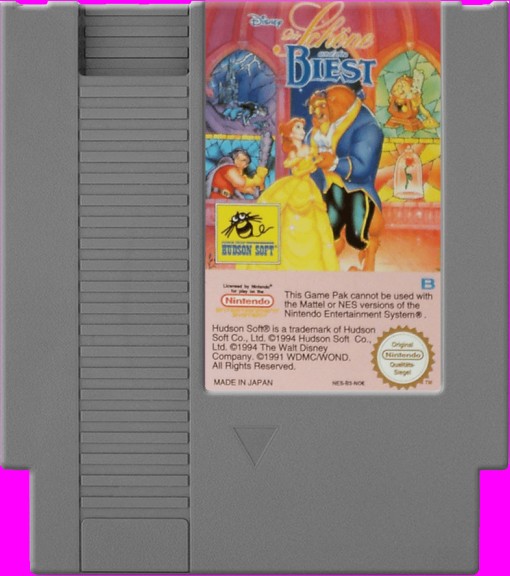 Disney
Die Schöne
und das
BIEST
HUDSON SOFT
B
Licensed by Nintendo®
for play on the
Nintendo
This Game Pak cannot be used with
the Mattel or NES versions of the
Nintendo Entertainment System®.
Hudson Soft® is a trademark of Hudson
Soft Co., Ltd. ©1994 Hudson Soft Co.,
Ltd. ©1994 The Walt Disney
Company. ©1991 WDMC/WOND.
All Rights Reserved.
Original
Nintendo
Qualitäts-
Siegel
TM
MADE IN JAPAN
NES-B3-NOE